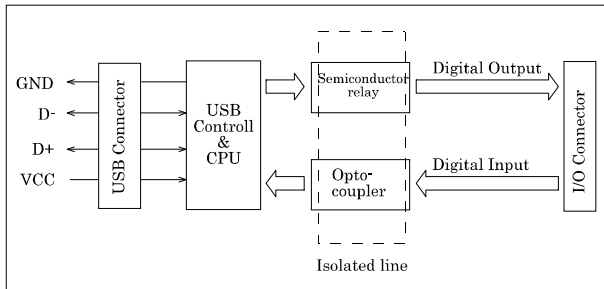 GND
D-
D+
VCC
USB Connector
USB
Controll
&
CPU
Semiconductor
relay
Opto-
coupler
Isolated line
Digital Output
Digital Input
I/O Connector